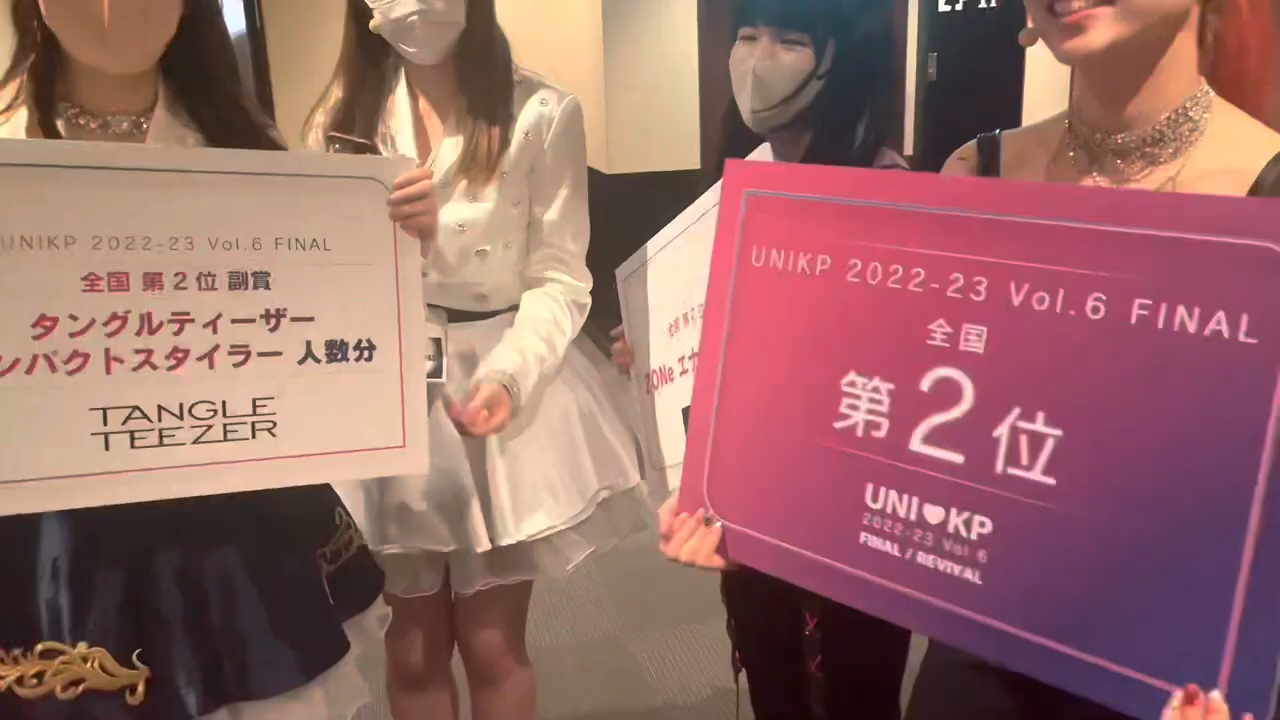 UNIKP 2022-23 Vol.6 FINAL
全国 第2位 副賞
タングルティーザー
ンパクトスタイラー 人数分
TANGLE
TEEZER
ZONe エナ
UNIKP 2022-23 Vol.6 FINAL
全国
第2位
UNI♥KP
2022-23 Vol 6
FINAL / REVIVAL